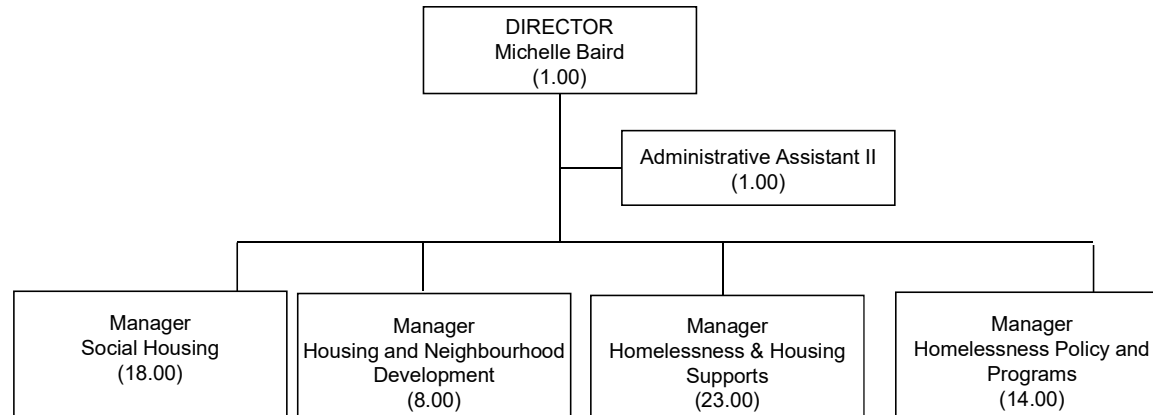 DIRECTOR
Michelle Baird
(1.00)
Administrative Assistant II
(1.00)
Manager
Social Housing
(18.00)
Manager
Housing and Neighbourhood
Development
(8.00)
Manager
Homelessness & Housing
Supports
(23.00)
Manager
Homelessness Policy and
Programs
(14.00)